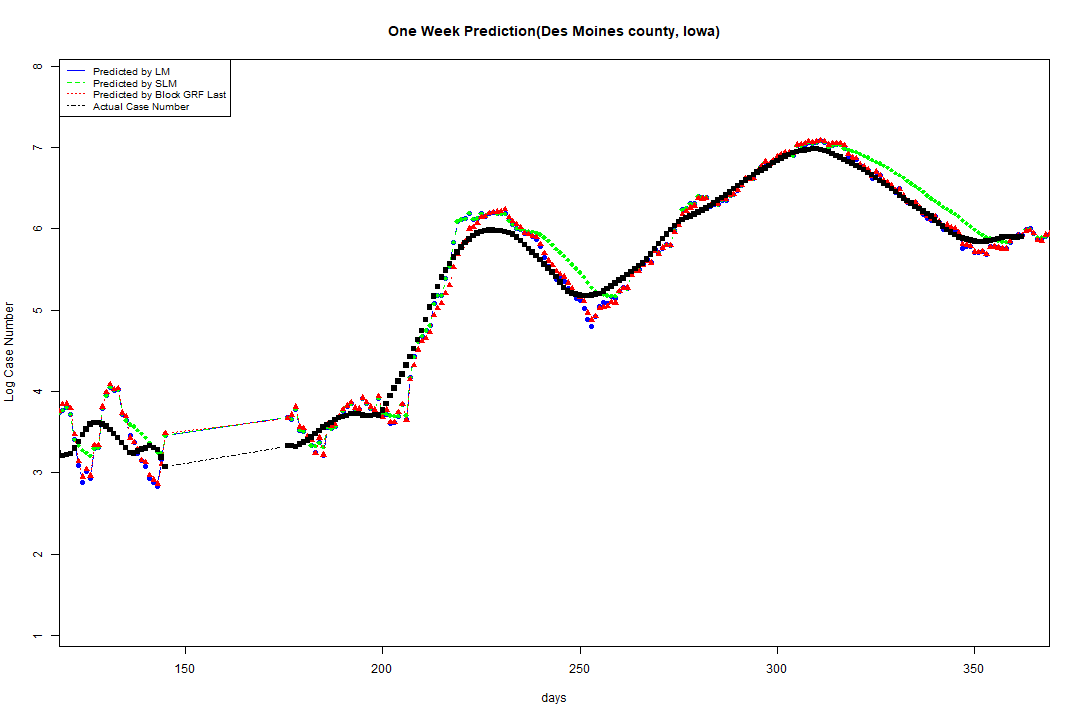 One Week Prediction(Des Moines county, Iowa)
Predicted by LM
Predicted by SLM
Predicted by Block GRF Last
Actual Case Number
Log Case Number
8
7
6
5
4
3
2
1
150 200 250 300 350
days